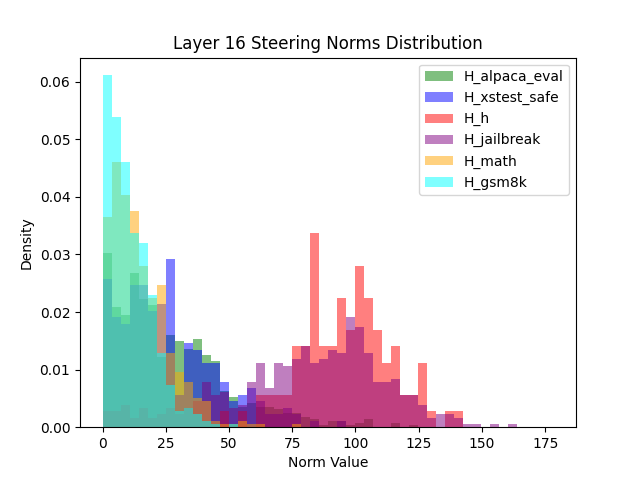 Layer 16 Steering Norms Distribution
H_alpaca_eval
H_xstest_safe
H_h
H_jailbreak
H_math
H_gsm8k
0.06
0.05
0.04
0.03
0.02
0.01
0.00
Density
0 25 50 75 100 125 150 175
Norm Value